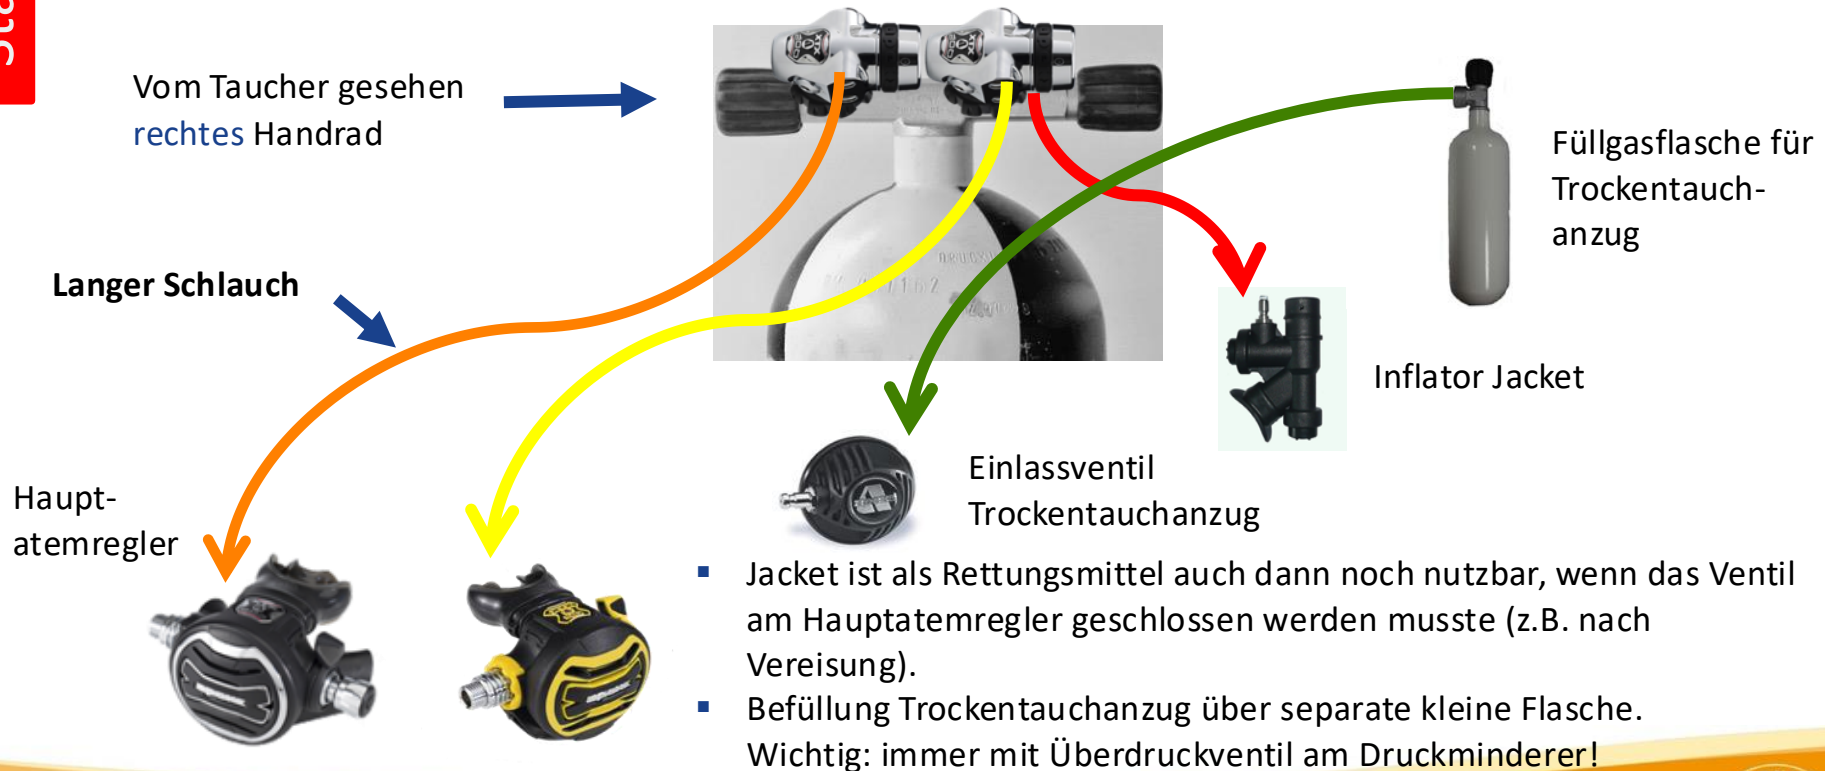 Sta
Vom Taucher gesehen
rechtes Handrad
Füllgasflasche für
Trockentauch-
anzug
Langer Schlauch
Inflator Jacket
Einlassventil
Trockentauchanzug
Haupt-
atemregler
Jacket ist als Rettungsmittel auch dann noch nutzbar, wenn das Ventil
am Hauptatemregler geschlossen werden musste (z.B. nach
Vereisung).
Befüllung Trockentauchanzug über separate kleine Flasche.
Wichtig: immer mit Überdruckventil am Druckminderer!